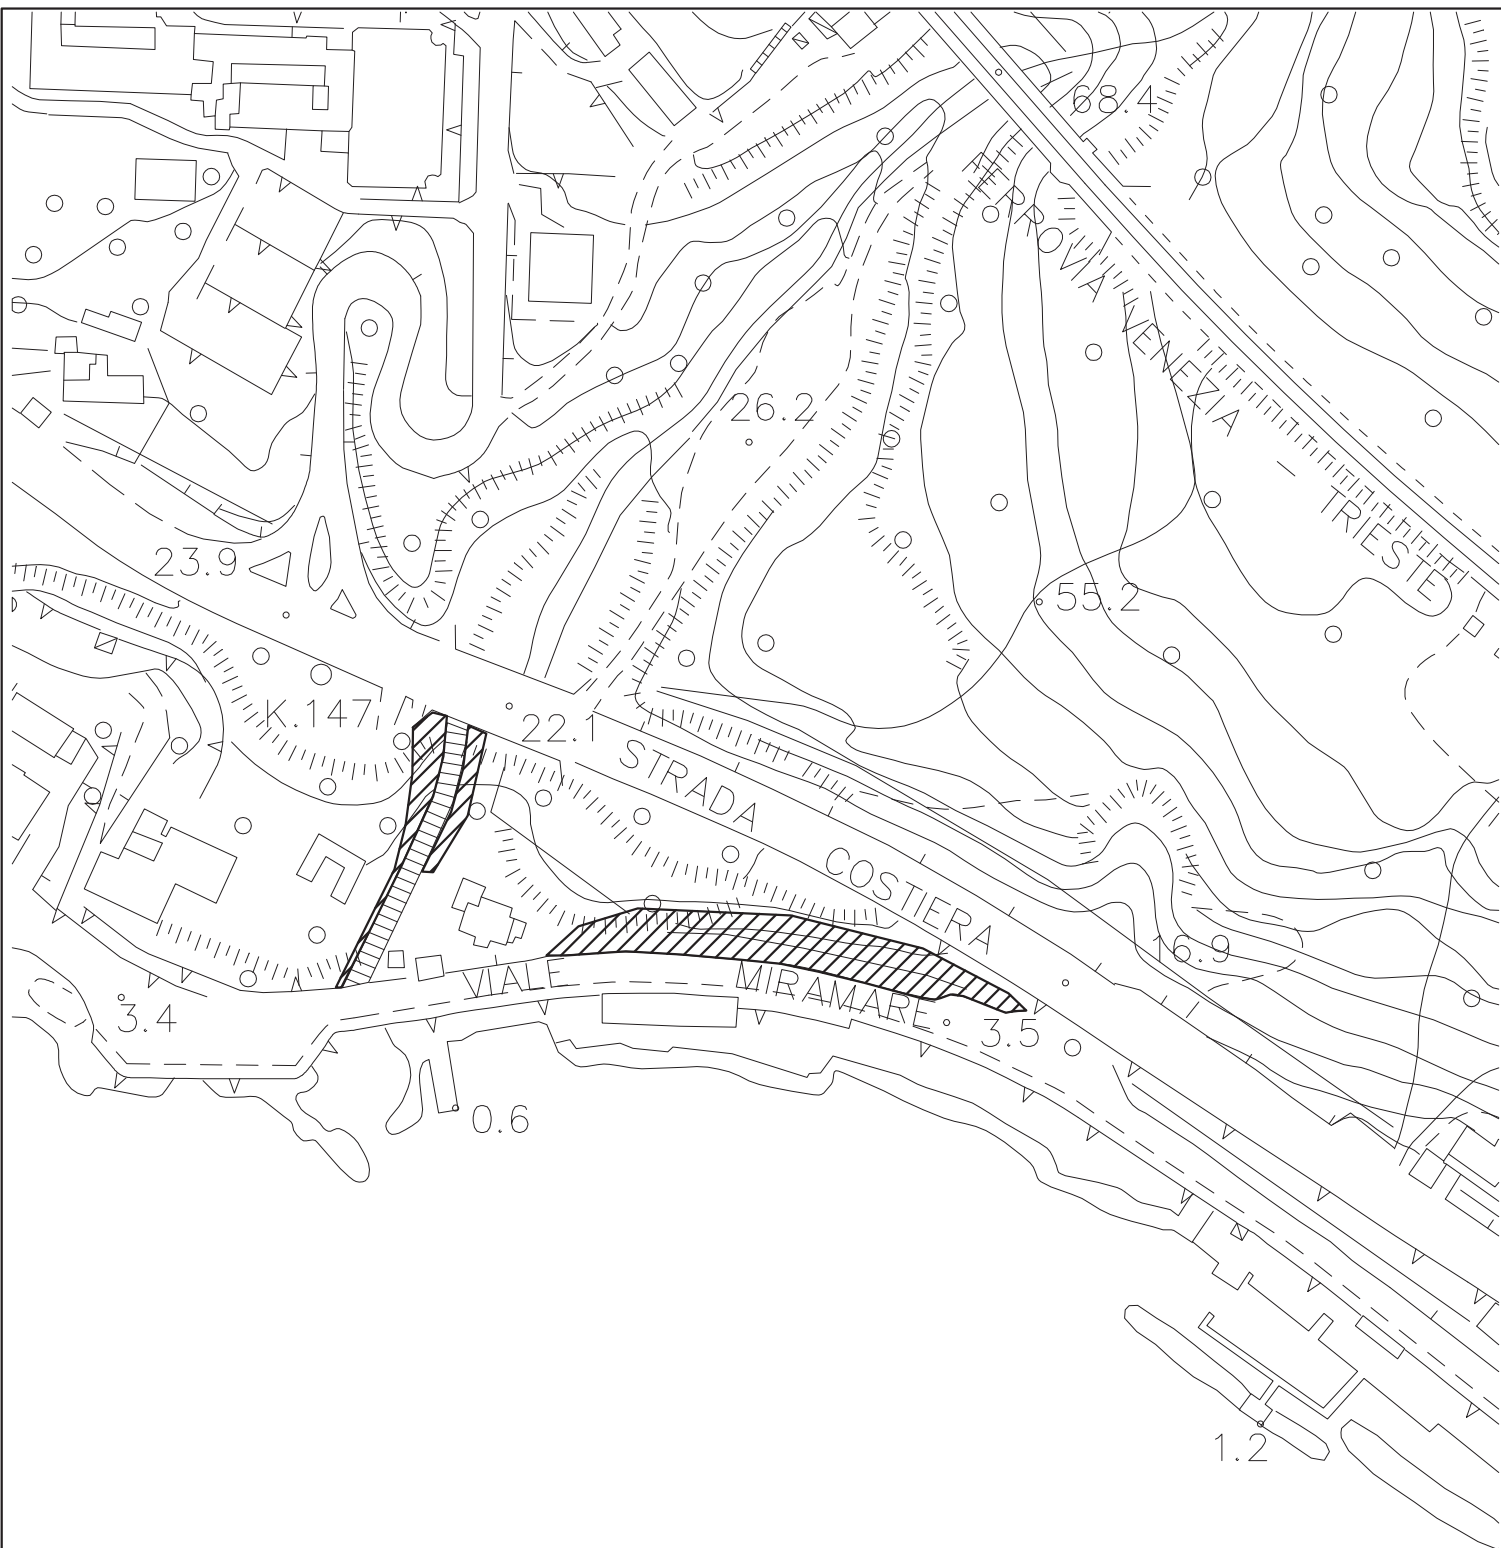 68.4
FERROVIA VENEZIA TRIESTE
26.2
23.9
55.2
K.147
22.1
STRADA COSTIERA
16.9
VIALE MIRAMARE
3.4
3.5
0.6
1.2